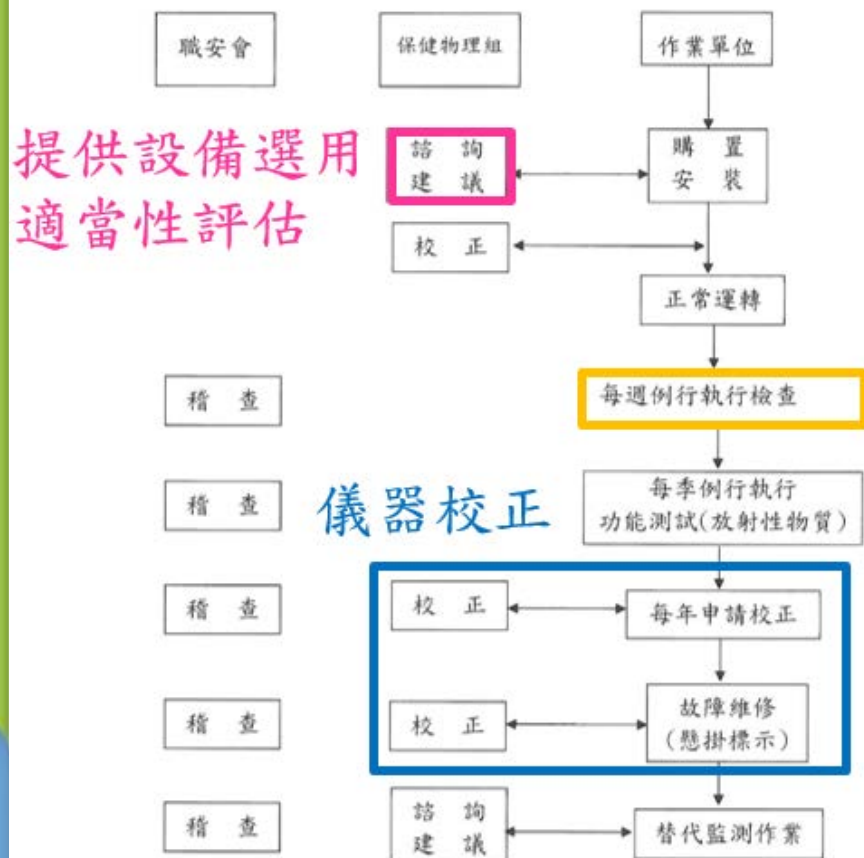 職安會
保健物理組
作業單位
提供設備選用
適當性評估
諮詢
建議
購置
安裝
校正
正常運轉
稽查
每週例行執行檢查
稽查
儀器校正
每季例行執行
功能測試(放射性物質)
稽查
校正
每年申請校正
稽查
校正
故障維修
(懸掛標示)
稽查
諮詢
建議
替代監測作業